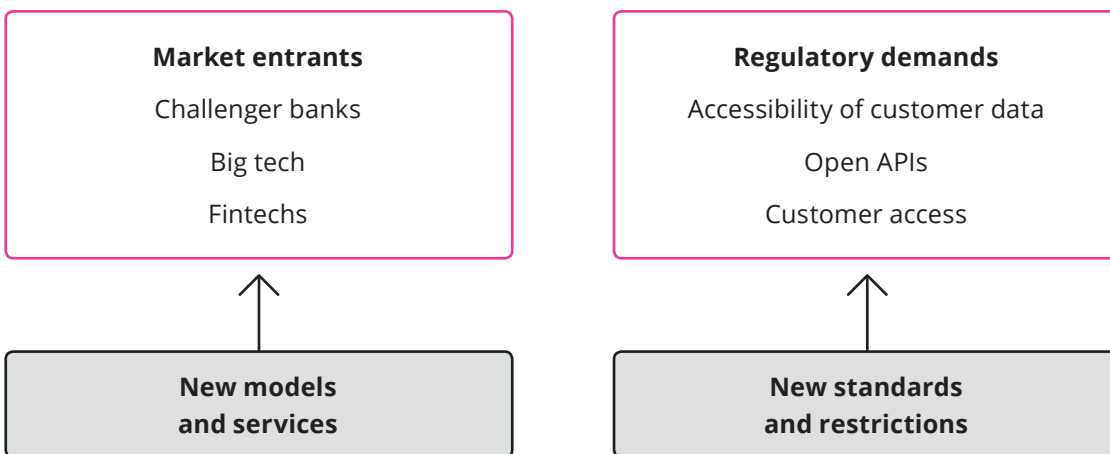 Market entrants
Challenger banks
Big tech
Fintechs
Regulatory demands
Accessibility of customer data
Open APIs
Customer access
New models
and services
New standards
and restrictions